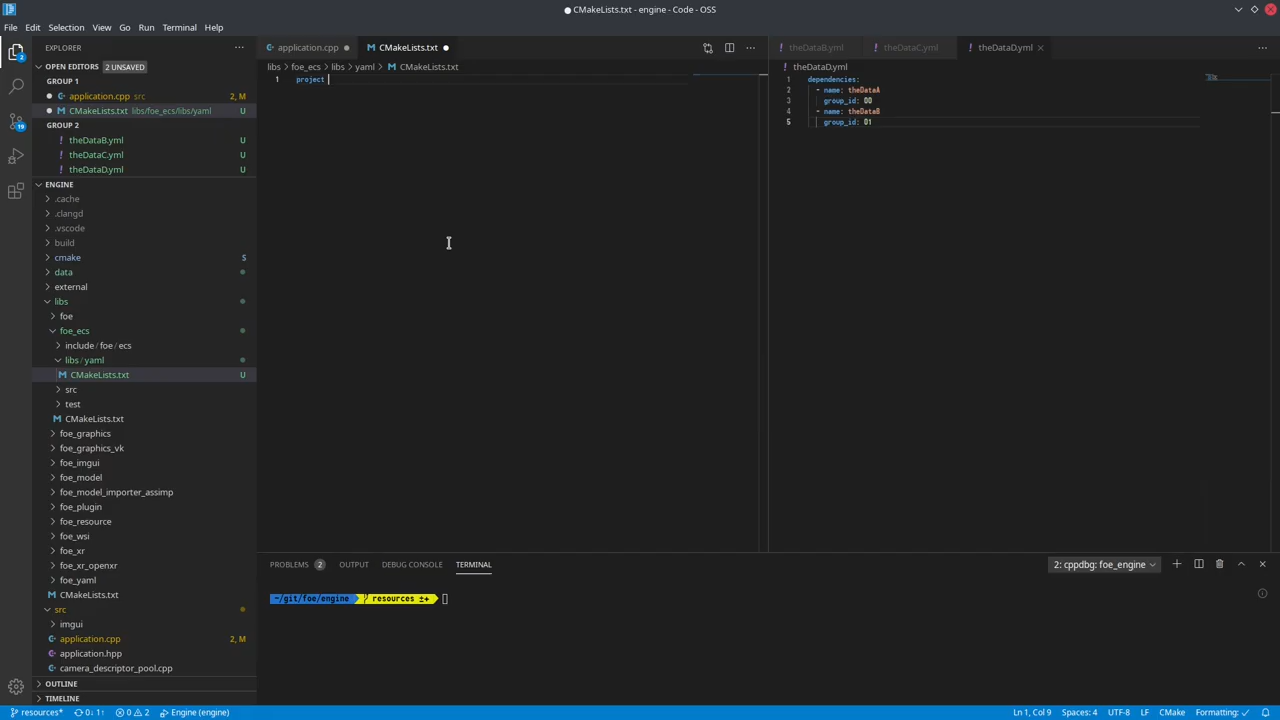 CMakeLists.txt - engine - Code - OSS
File Edit Selection View Go Run Terminal Help
EXPLORER
OPEN EDITORS 2 UNSAVED
GROUP 1
application.cpp src 2, M
CMakeLists.txt libs/foe_ecs/libs/yaml U
GROUP 2
theDataB.yml U
theDataC.yml U
theDataD.yml U
ENGINE
.cache
.clangd
.vscode
build
cmake S
data
external
libs
foe
foe_ecs
include / foe / ecs
libs / yaml
CMakeLists.txt U
src
test
CMakeLists.txt
foe_graphics
foe_graphics_vk
foe_imgui
foe_model
foe_model_importer_assimp
foe_plugin
foe_resource
foe_wsi
foe_xr
foe_xr_openxr
foe_yaml
CMakeLists.txt
src
imgui
application.cpp 2, M
application.hpp
camera_descriptor_pool.cpp
OUTLINE
TIMELINE
2
19
application.cpp CMakeLists.txt
libs > foe_ecs > libs > yaml > CMakeLists.txt
1 project
theDataB.yml theDataC.yml theDataD.yml
theDataD.yml
1 dependencies:
2 - name: theDataA
3 group_id: 00
4 - name: theDataB
5 group_id: 01
PROBLEMS 2 OUTPUT DEBUG CONSOLE TERMINAL 2: cppdbg: foe_engine
~/git/foe/engine resources ±+
resources* 0↓ 1↑ 0 2 Engine (engine) Ln 1, Col 9 Spaces: 4 UTF-8 LF CMake Formatting: ✓